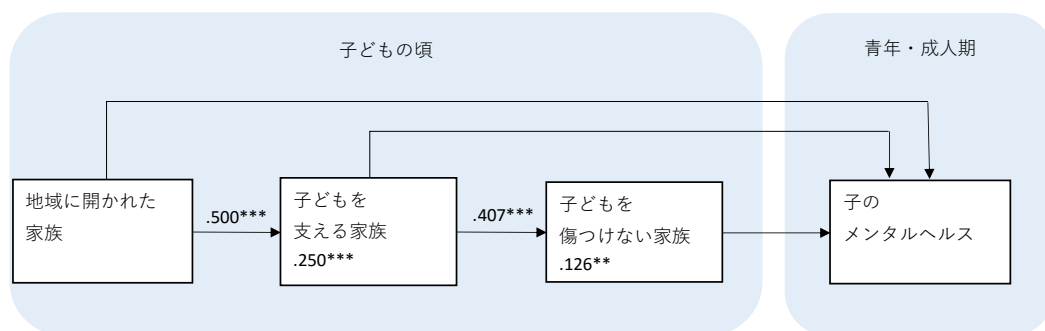 子どもの頃
青年・成人期
地域に開かれた
家族
.500***
子どもを
支える家族
.250***
.407***
子どもを
傷つけない家族
.126**
子の
メンタルヘルス